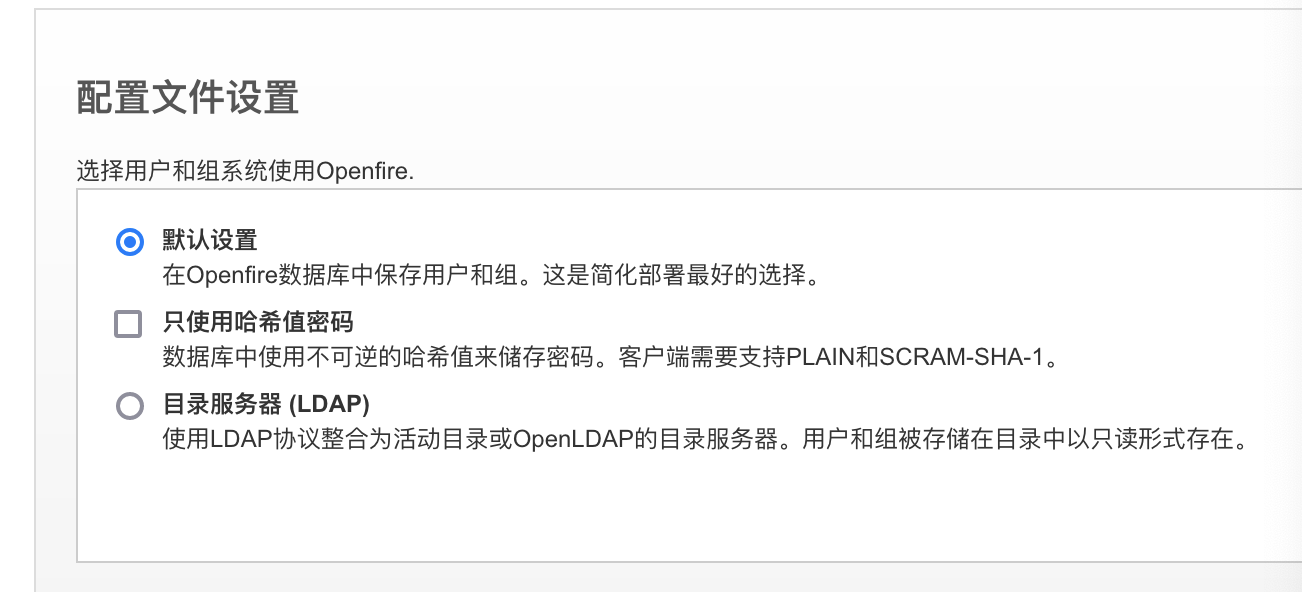 配置文件设置
选择用户和组系统使用Openfire.
默认设置
在Openfire数据库中保存用户和组。这是简化部署最好的选择。
只使用哈希值密码
数据库中使用不可逆的哈希值来储存密码。客户端需要支持PLAIN和SCRAM-SHA-1。
目录服务器 (LDAP)
使用LDAP协议整合为活动目录或OpenLDAP的目录服务器。用户和组被存储在目录中以只读形式存在。